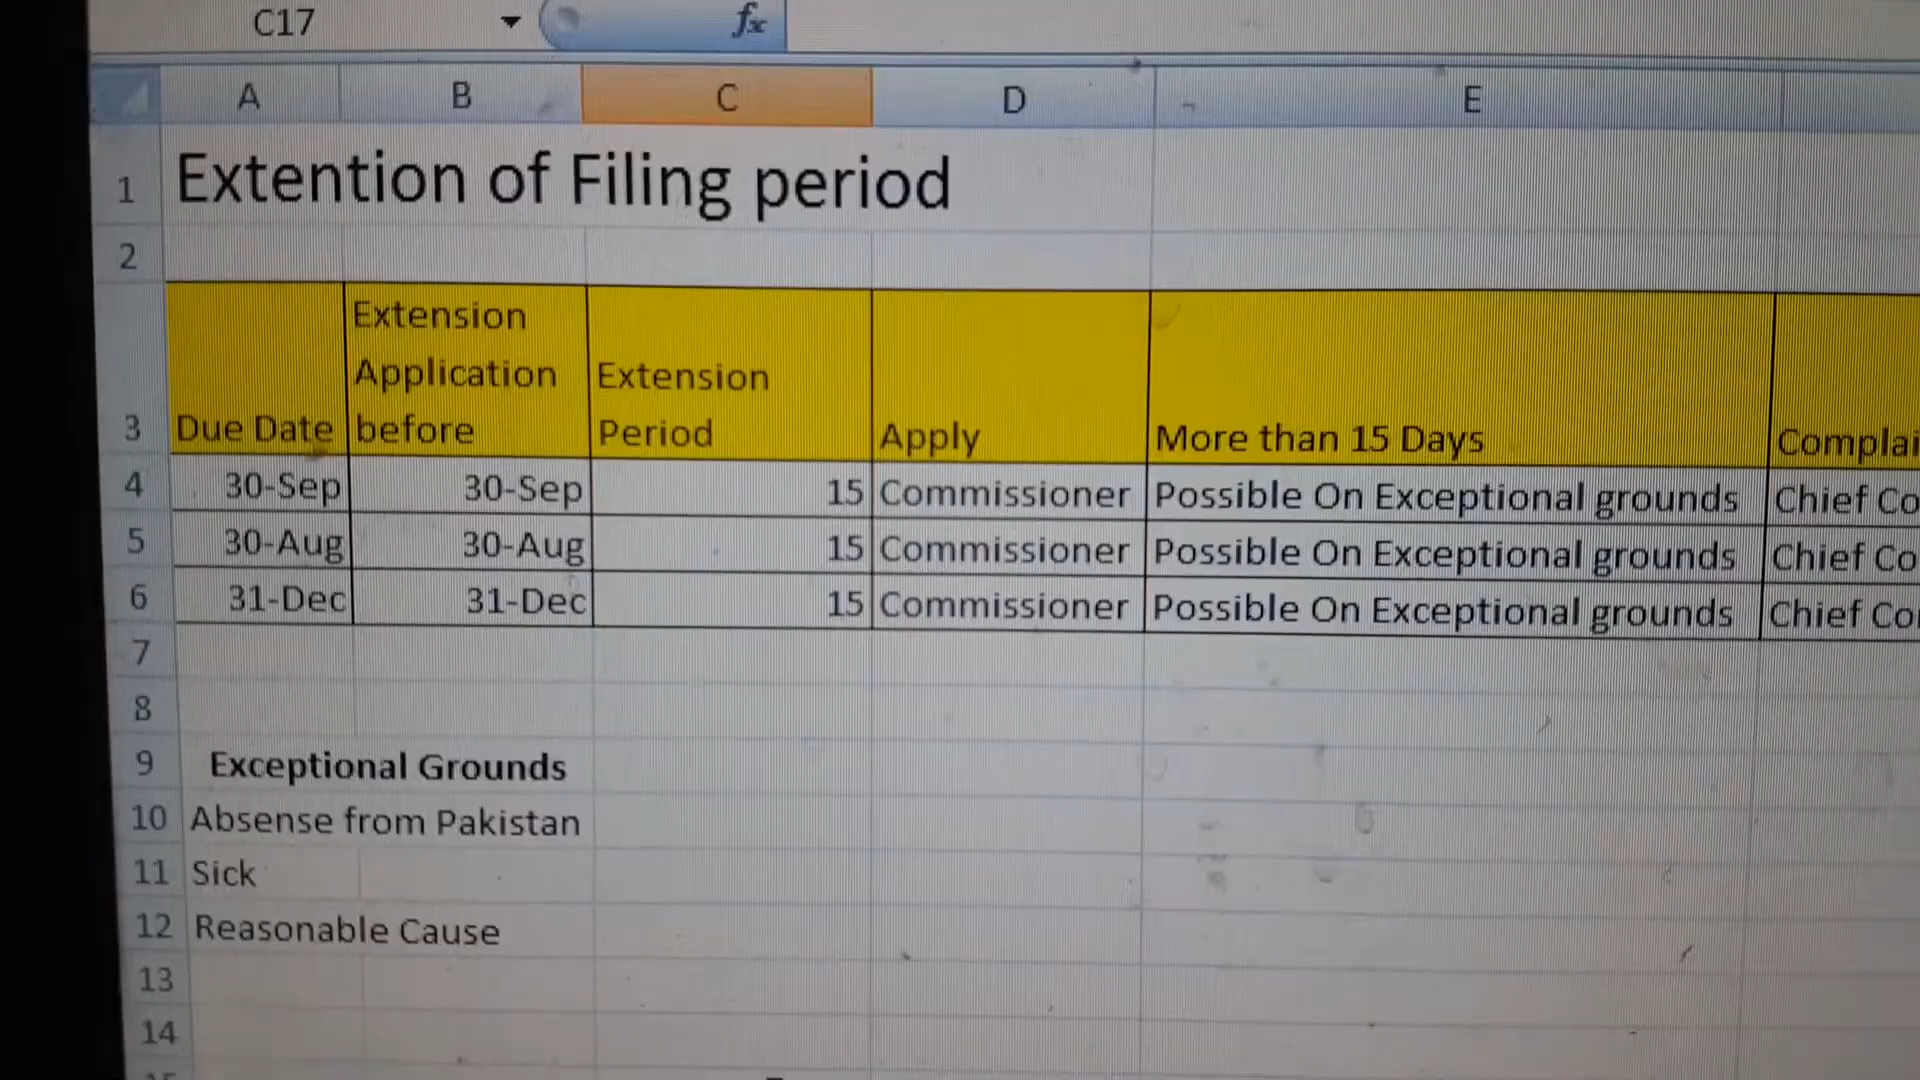 C17
fx
A B C D E
1 Extention of Filing period
2
Extension
Application Extension
3 Due Date before Period Apply More than 15 Days
4 30-Sep 30-Sep 15 Commissioner Possible On Exceptional grounds Chief
5 30-Aug 30-Aug 15 Commissioner Possible On Exceptional grounds Chief
6 31-Dec 31-Dec 15 Commissioner Possible On Exceptional grounds Chief
7
8
9 Exceptional Grounds
10 Absense from Pakistan
11 Sick
12 Reasonable Cause
13
14